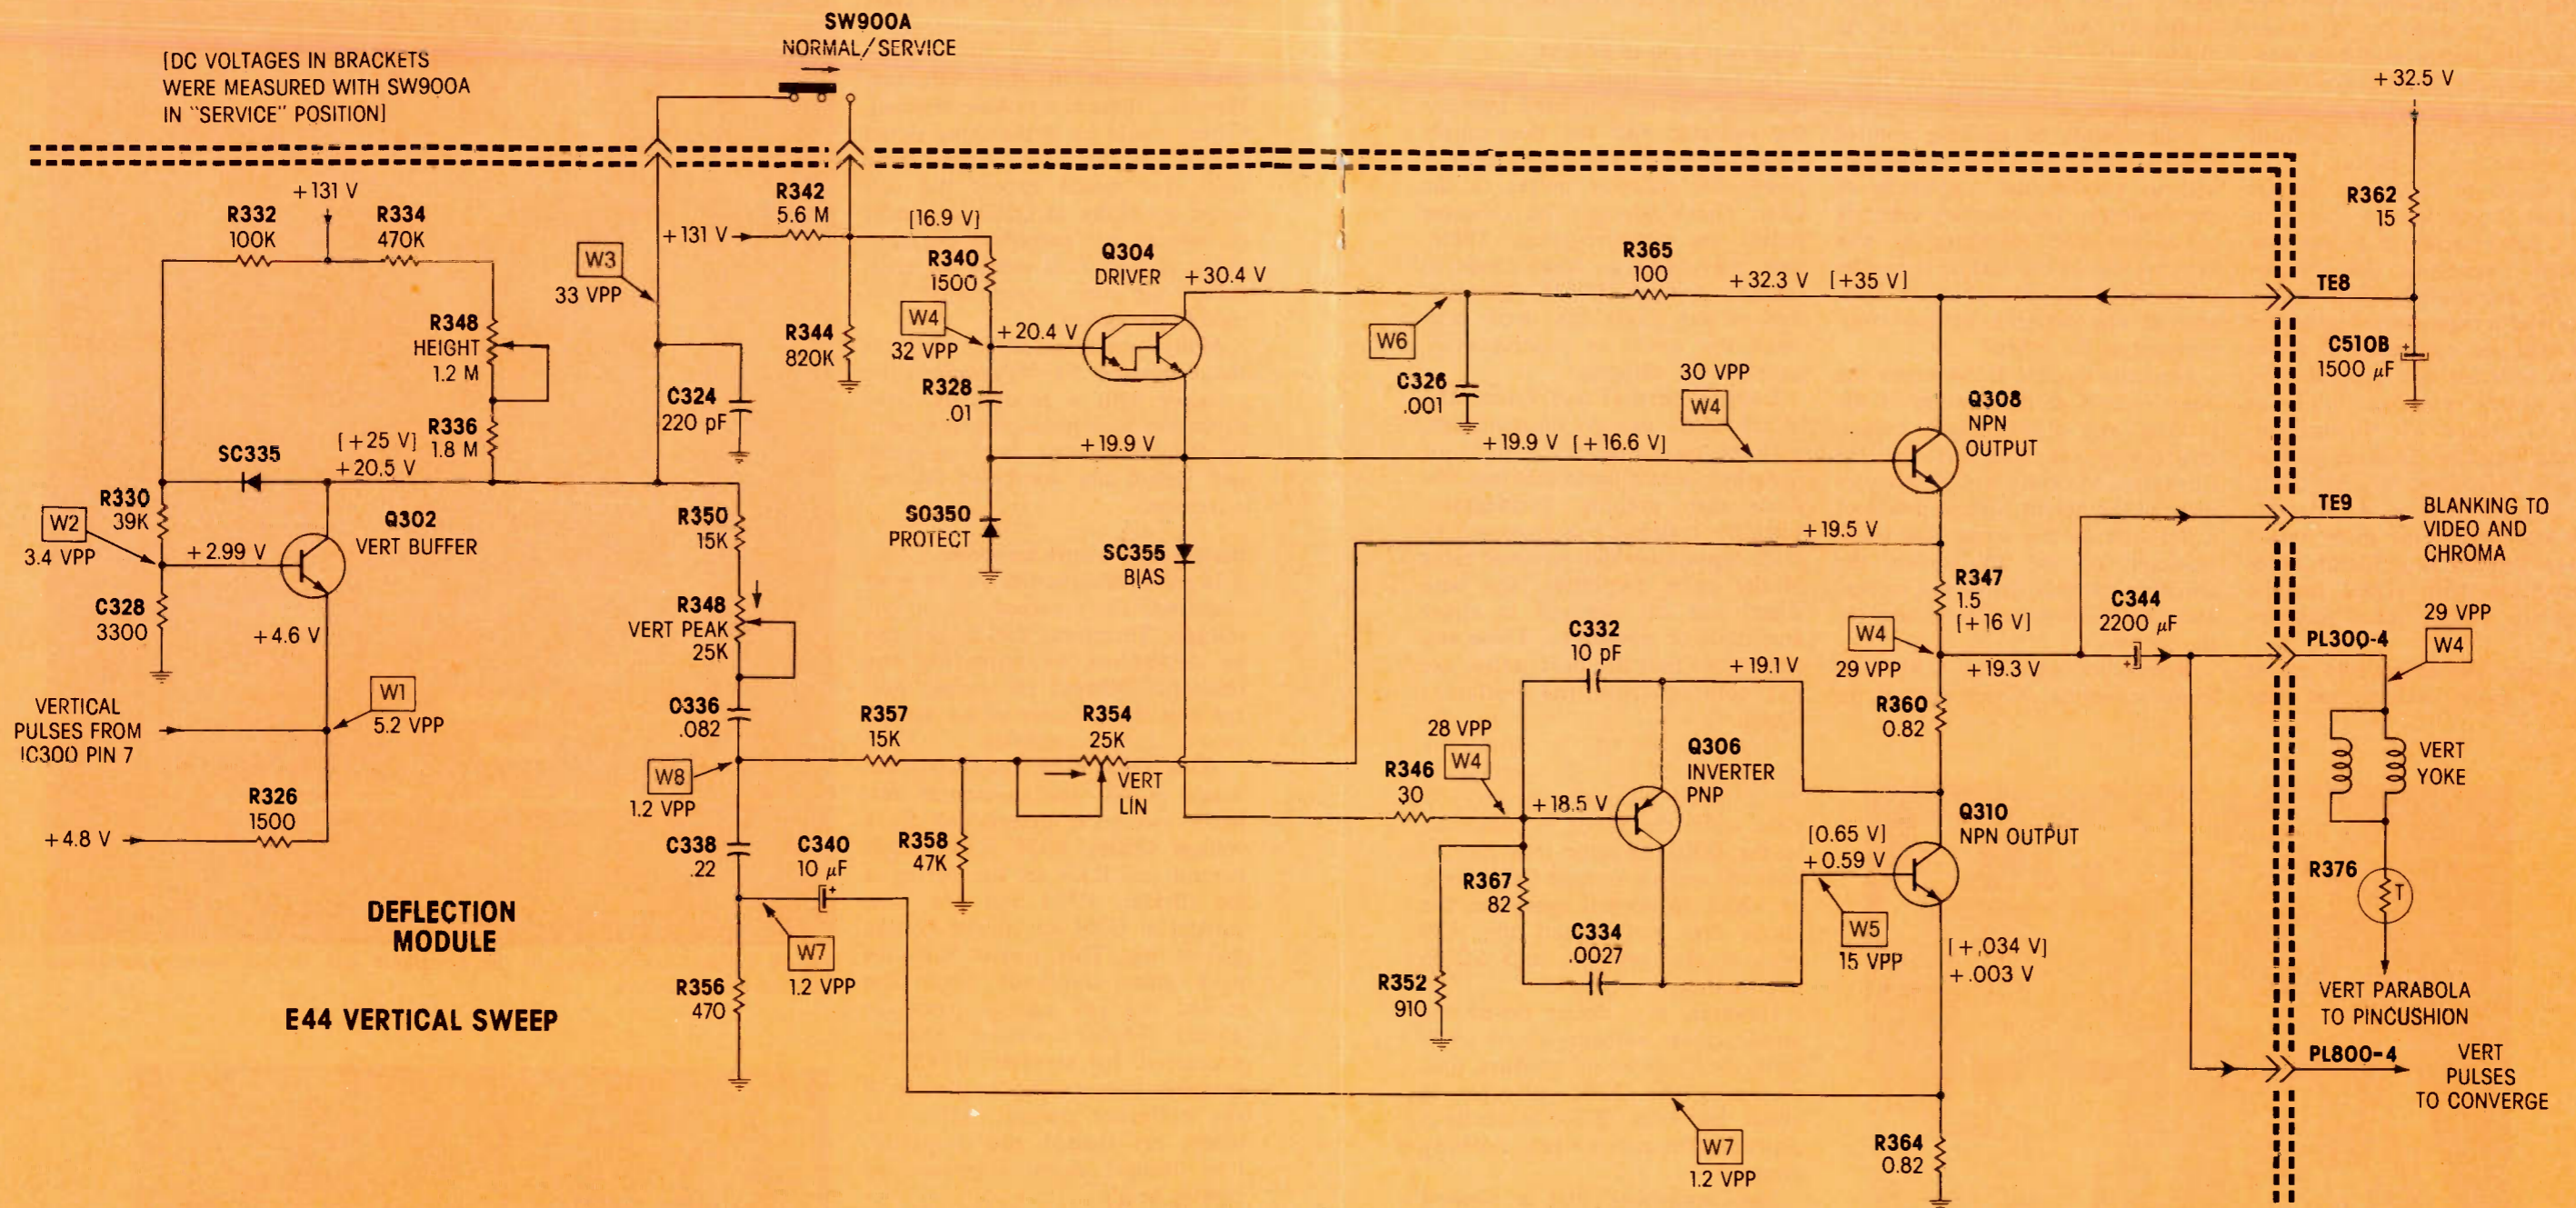 SW900A
NORMAL/SERVICE
[DC VOLTAGES IN BRACKETS
WERE MEASURED WITH SW900A
IN "SERVICE" POSITION]
+32.5 V
R362
15
+131 V
R332
100K
R334
470K
R342
5.6 M
+131 V
[16.9 V]
W3
33 VPP
R340
1500
Q304
DRIVER
+30.4 V
R365
100
+32.3 V [+35 V]
TE8
R348
HEIGHT
1.2 M
R344
820K
W4
32 VPP
+20.4 V
W6
C510B
+
1500 µF
C324
220 pF
R328
.01
C326
.001
30 VPP
W4
Q308
NPN
OUTPUT
R336
1.8 M
[+25 V]
+20.5 V
SC335
+19.9 V
+19.9 V [+16.6 V]
R330
39K
W2
3.4 VPP
+2.99 V
Q302
VERT BUFFER
R350
15K
SO350
PROTECT
SC355
BIAS
+19.5 V
TE9
BLANKING TO
VIDEO AND
CHROMA
C328
3300
+4.6 V
R348
VERT PEAK
25K
C332
10 pF
R347
1.5
[+16 V]
C344
2200 µF
+
29 VPP
W4
PL300-4
W4
29 VPP
+19.3 V
+19.1 V
VERTICAL
PULSES FROM
IC300 PIN 7
W1
5.2 VPP
C336
.082
R357
15K
R354
25K
VERT
LIN
28 VPP
W4
R346
30
Q306
INVERTER
PNP
R360
0.82
VERT
YOKE
W8
1.2 VPP
+18.5 V
R326
1500
+4.8 V
C338
.22
C340
10 µF
+
R358
47K
Q310
NPN OUTPUT
[0.65 V]
+0.59 V
R367
82
R376
T
DEFLECTION
MODULE
W7
1.2 VPP
C334
.0027
W5
15 VPP
[+,034 V]
+.003 V
R352
910
R356
470
VERT PARABOLA
TO PINCUSHION
E44 VERTICAL SWEEP
PL800-4
VERT
PULSES
TO CONVERGE
W7
1.2 VPP
R364
0.82